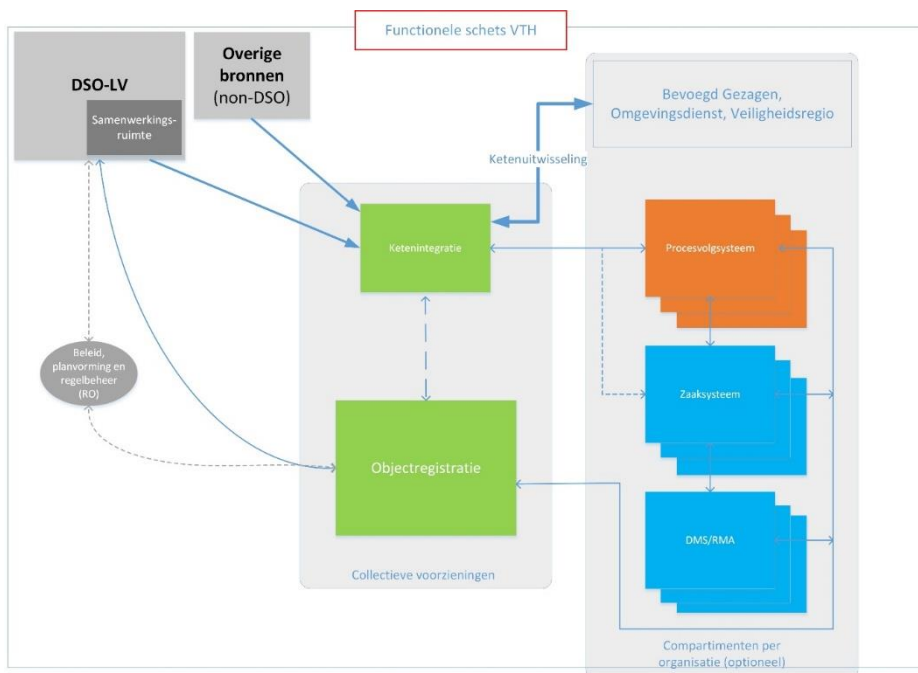 Functionele schets VTH
DSO-LV
Samenwerkings-
ruimte
Overige
bronnen
(non-DSO)
Bevoegd Gezagen,
Omgevingsdienst, Veiligheidsregio
Ketenuitwisseling
Ketenintegratie
Procesvolgsysteem
Beleid,
planvorming en
regelbeheer
(RO)
Zaaksysteem
Objectregistratie
DMS/RMA
Collectieve voorzieningen
Compartimenten per
organisatie (optioneel)